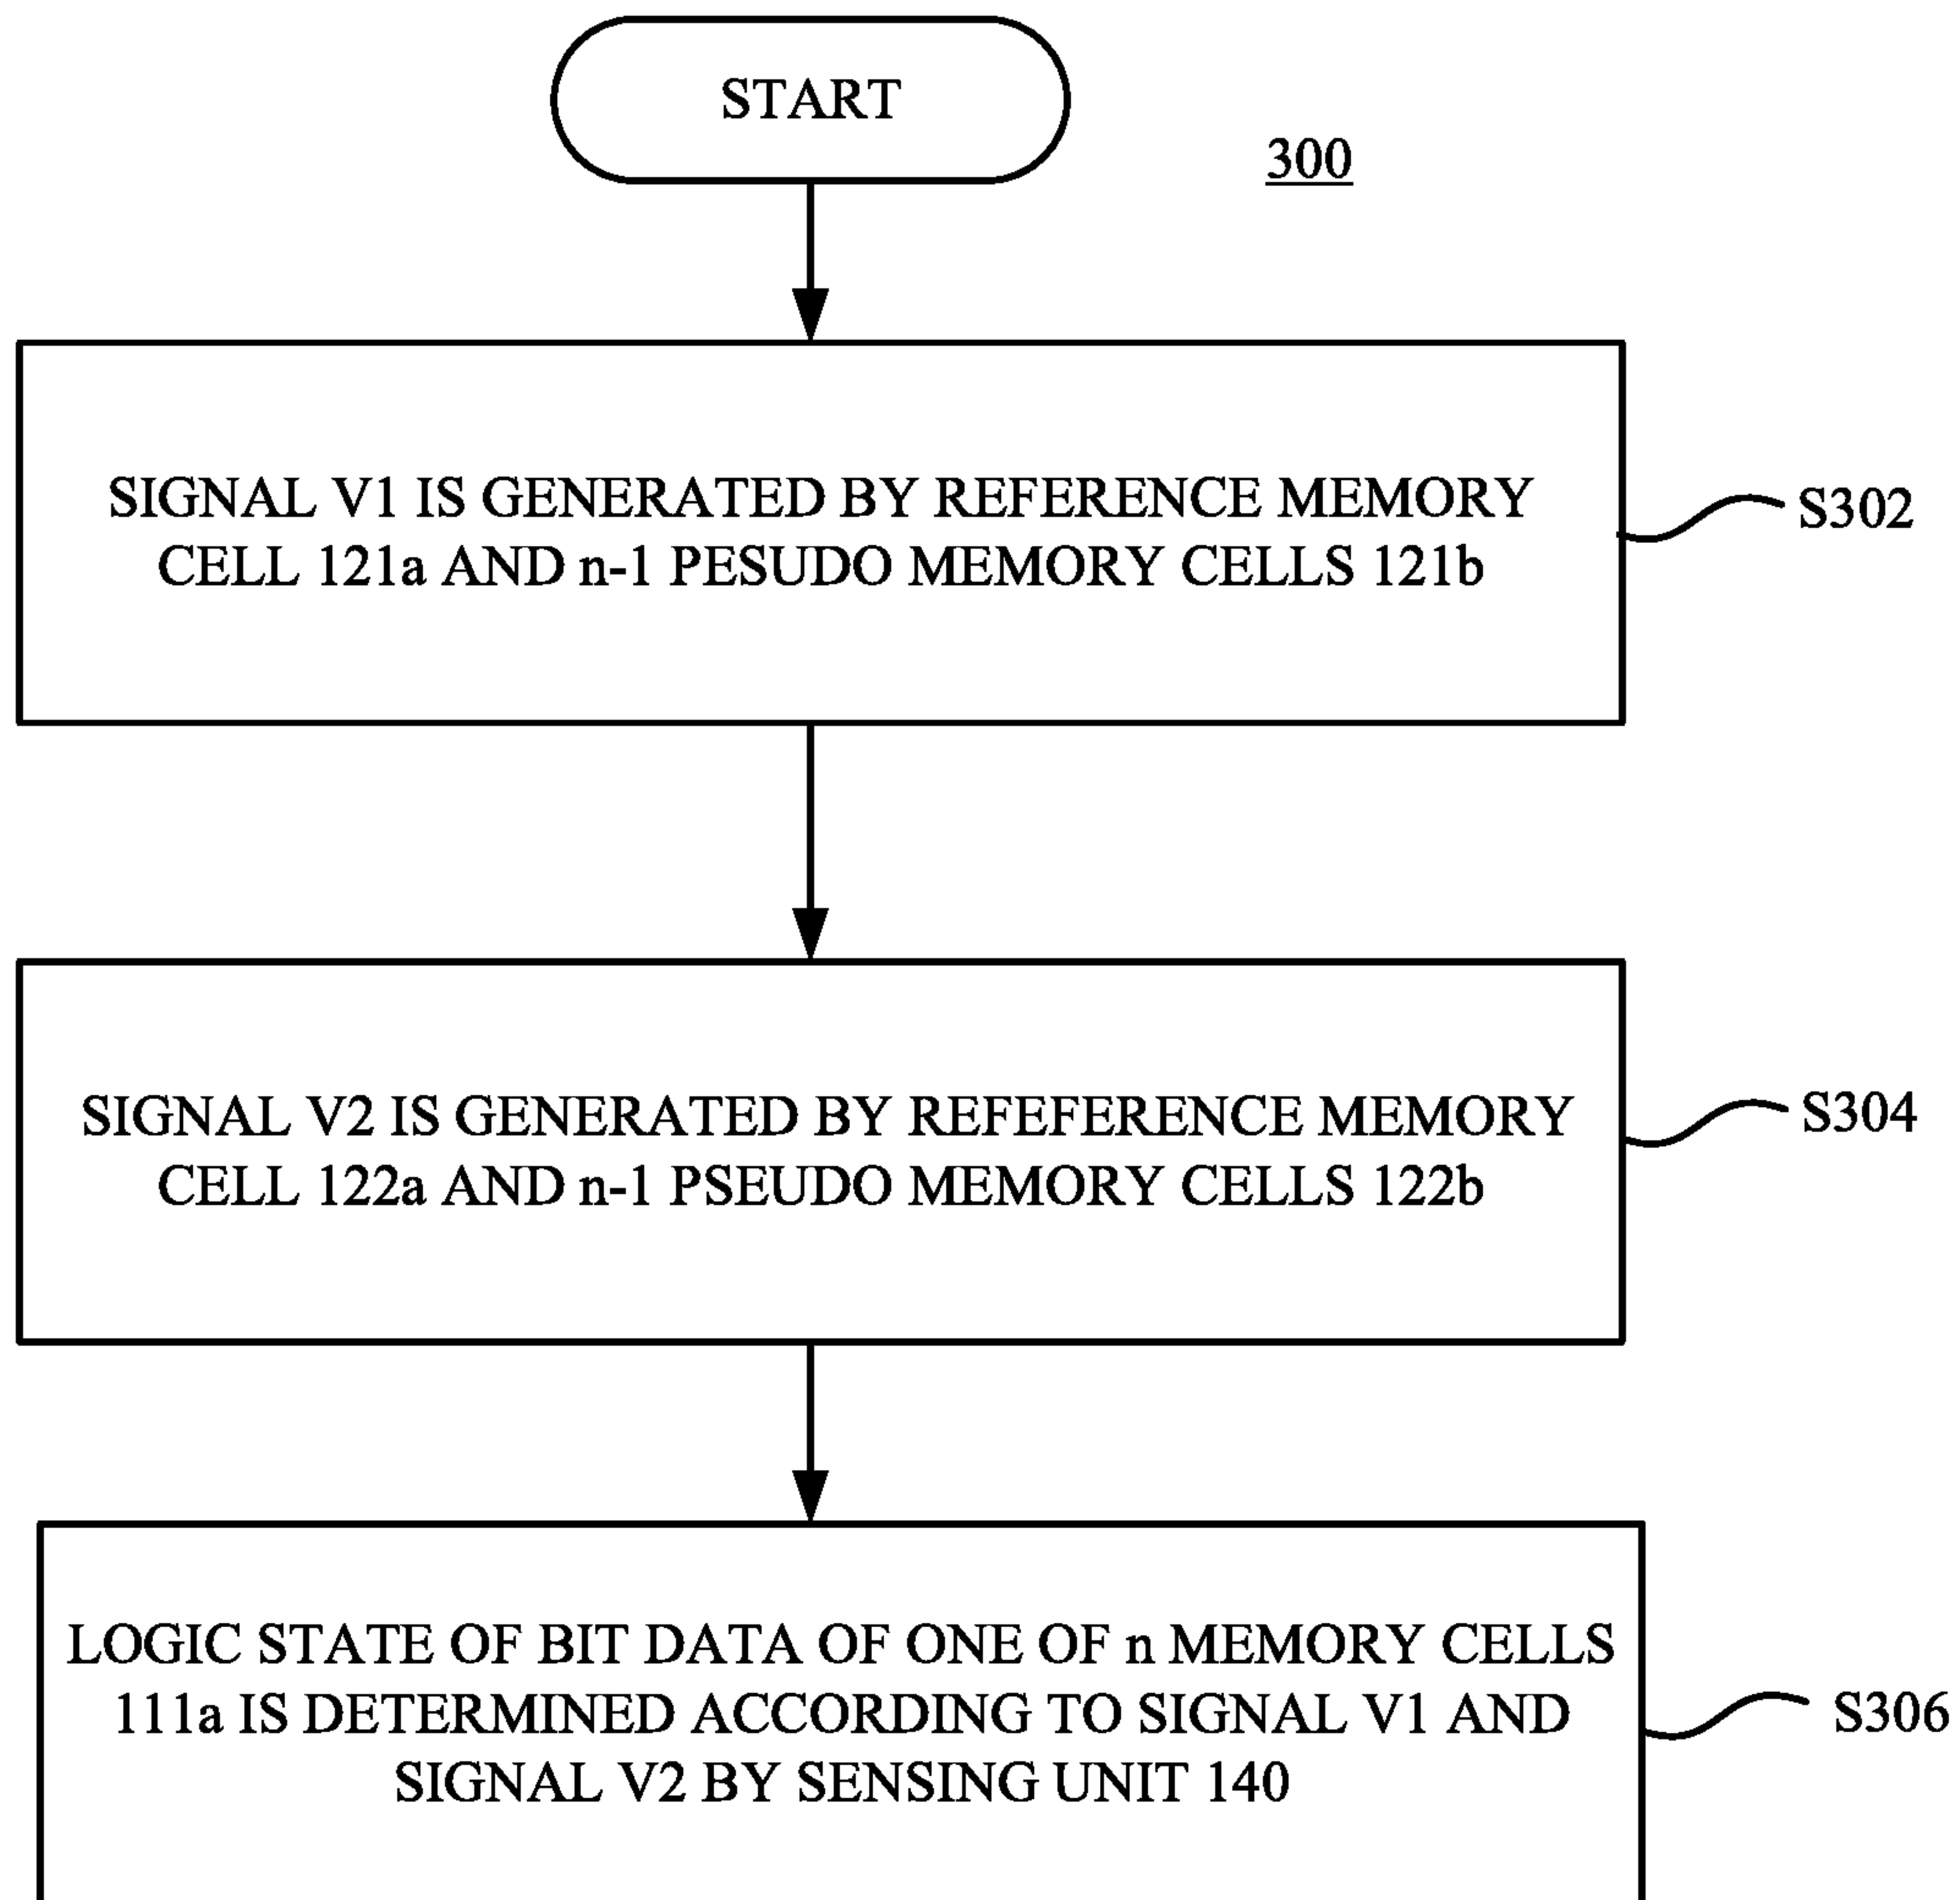 START
300
SIGNAL V1 IS GENERATED BY REFERENCE MEMORY
CELL 121a AND n-1 PESUDO MEMORY CELLS 121b
S302
SIGNAL V2 IS GENERATED BY REFEFERENCE MEMORY
CELL 122a AND n-1 PSEUDO MEMORY CELLS 122b
S304
LOGIC STATE OF BIT DATA OF ONE OF n MEMORY CELLS
111a IS DETERMINED ACCORDING TO SIGNAL V1 AND
SIGNAL V2 BY SENSING UNIT 140
S306